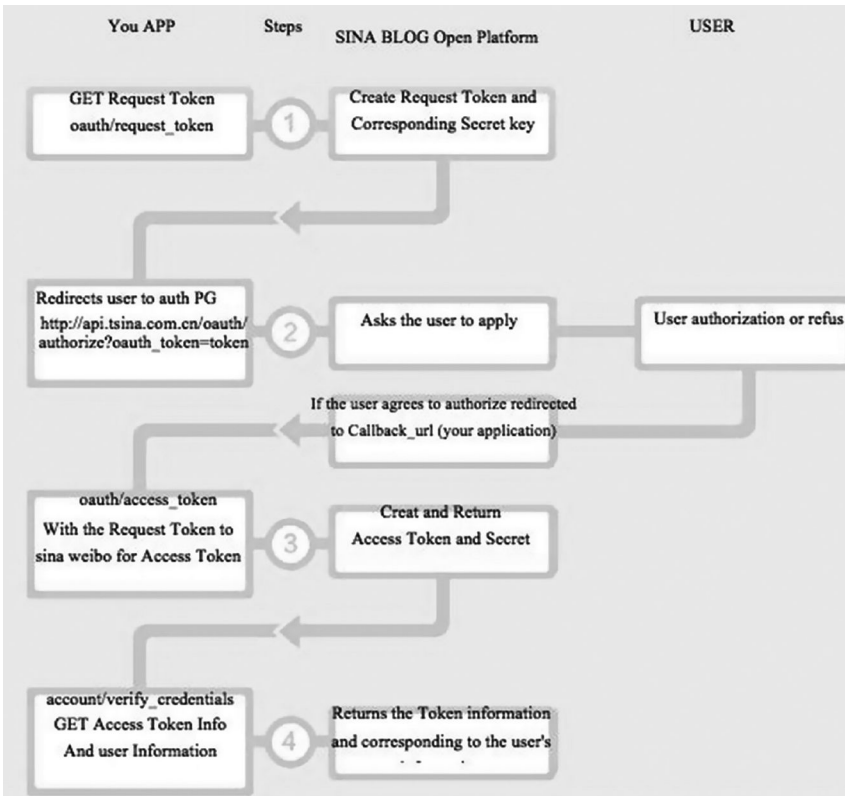 You APP
Steps
SINA BLOG Open Platform
USER
GET Request Token
oauth/request_token
1
Create Request Token and
Corresponding Secret key
Redirects user to auth PG
http://api.tsina.com.cn/oauth/
authorize?oauth_token=token
2
Asks the user to apply
User authorization or refus
If the user agrees to authorize redirected
to Callback_url (your application)
oauth/access_token
With the Request Token to
sina weibo for Access Token
3
Creat and Return
Access Token and Secret
account/verify_credentials
GET Access Token Info
And user Information
4
Returns the Token information
and corresponding to the user's